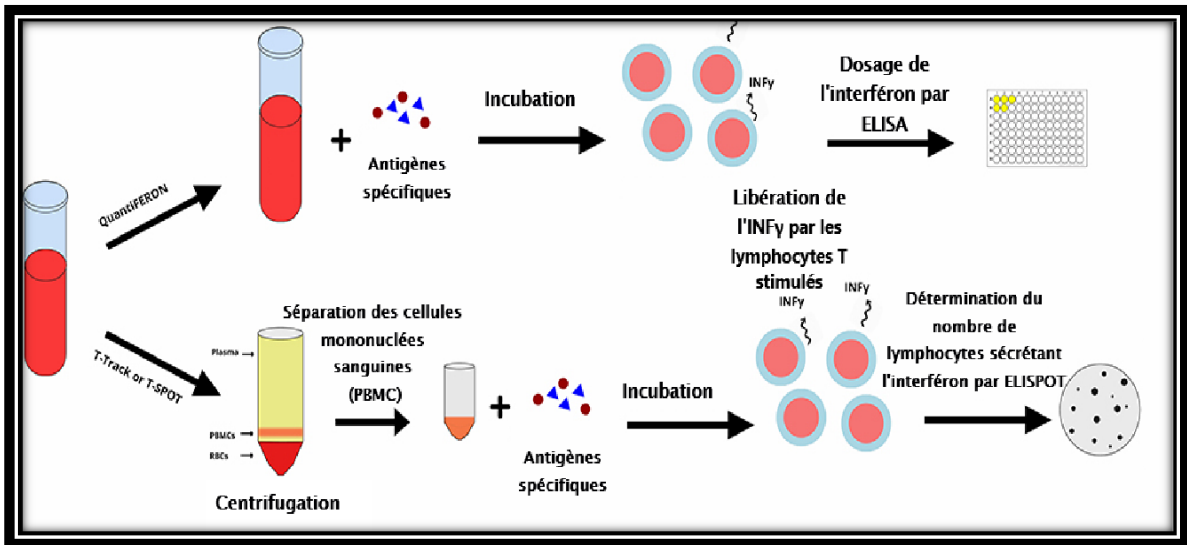 QuantiFERON
Antigènes
spécifiques
Incubation
INFγ
Dosage de
l'interféron par
ELISA
Libération de
l'INFγ par les
lymphocytes T
stimulés
T-Track or T-SPOT
Plasma
PBMCs
RBCs
Centrifugation
Séparation des cellules
mononuclées
sanguines
(PBMC)
Antigènes
spécifiques
Incubation
INFγ
INFγ
Détermination du
nombre de
lymphocytes sécrétant
l'interféron par ELISPOT